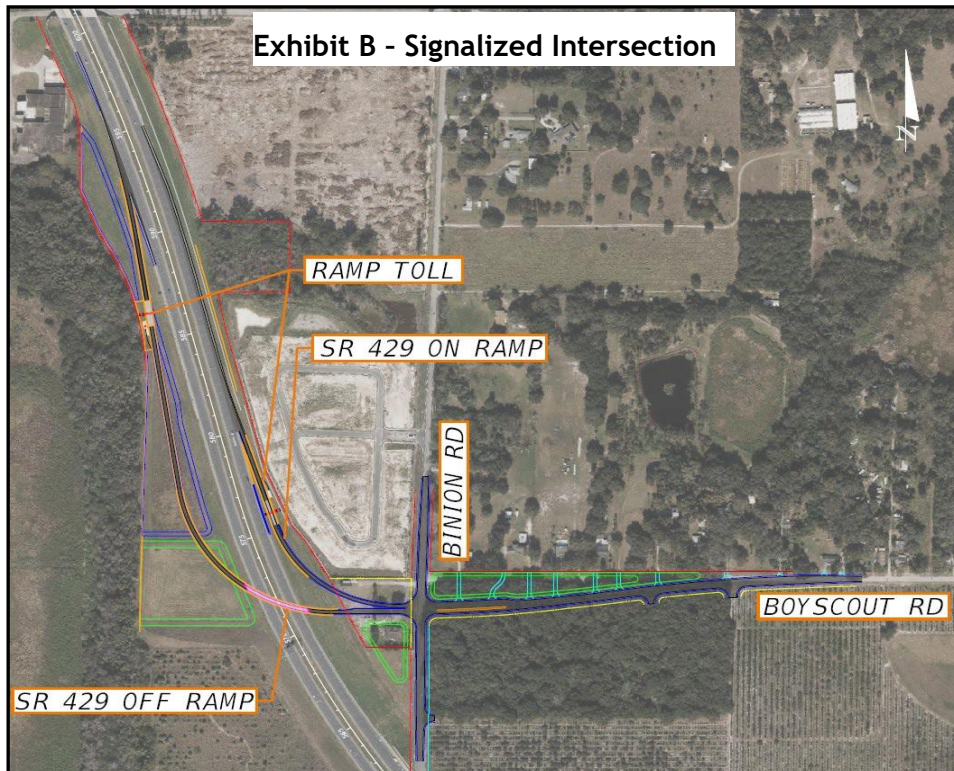 Exhibit B - Signalized Intersection
N
RAMP TOLL
SR 429 ON RAMP
BINION RD
BOYSCOUT RD
SR 429 OFF RAMP